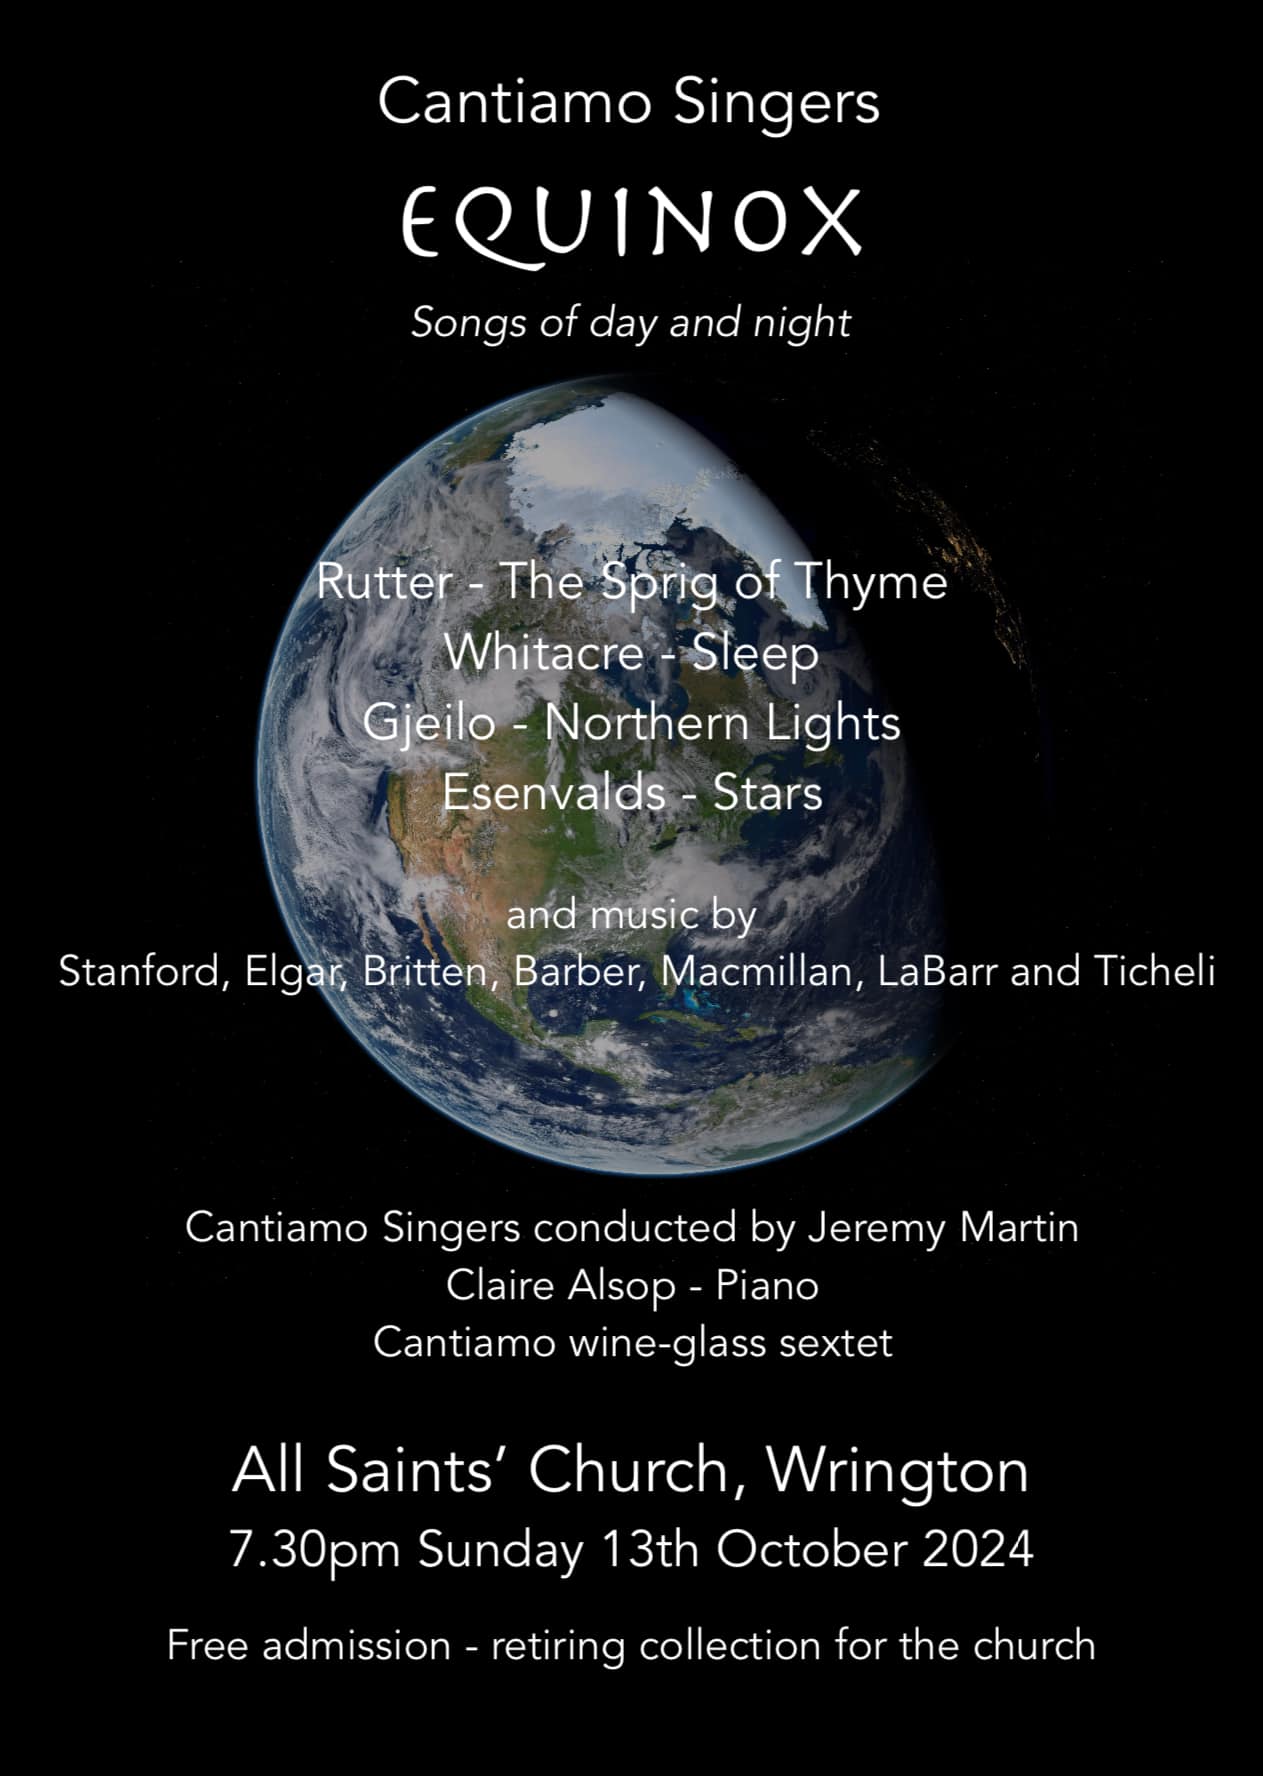 Cantiamo Singers
EQUINOX
Songs of day and night
Rutter - The Sprig of Thyme
Whitacre - Sleep
Gjeilo - Northern Lights
Esenvalds - Stars
and music by
Stanford, Elgar, Britten, Barber, Macmillan, LaBarr and Ticheli
Cantiamo Singers conducted by Jeremy Martin
Claire Alsop - Piano
Cantiamo wine-glass sextet
All Saints’ Church, Wrington
7.30pm Sunday 13th October 2024
Free admission - retiring collection for the church